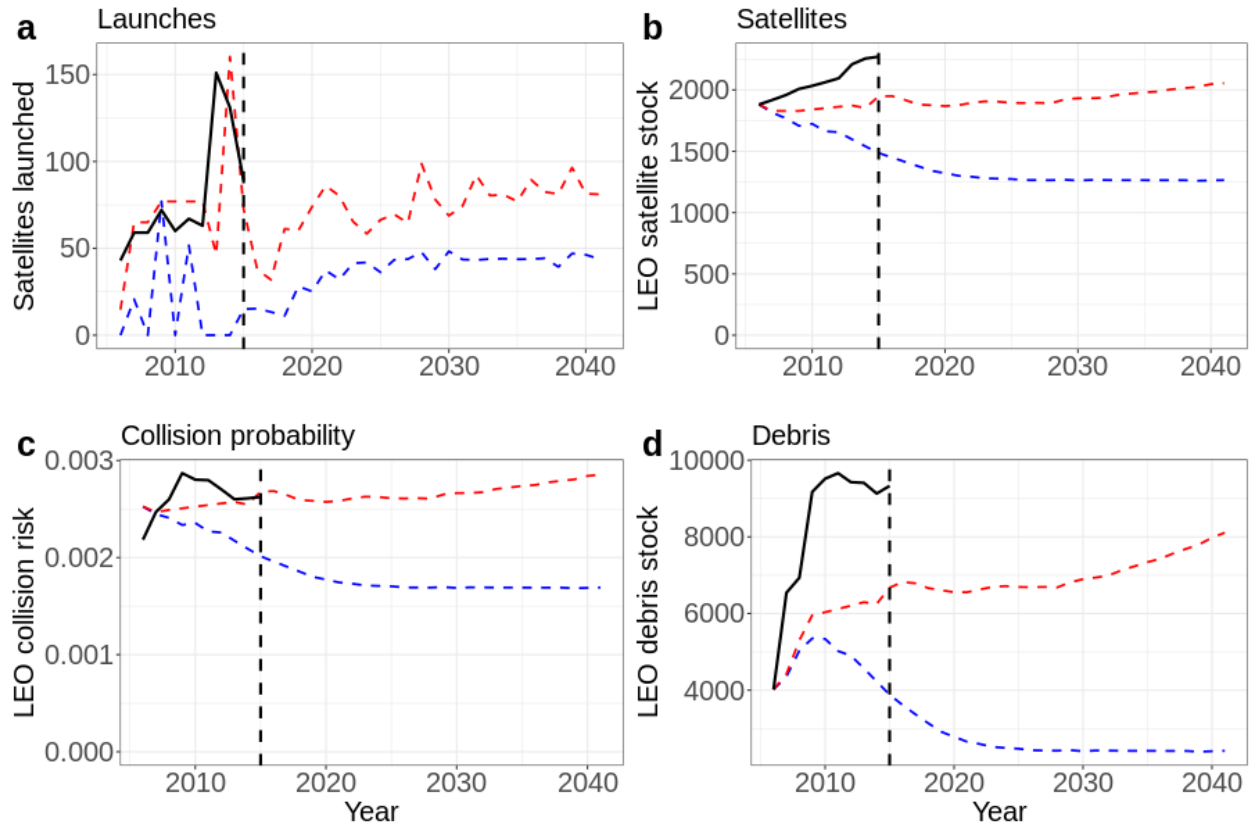 a Launches
Satellites launched
150
100
50
0
2010 2020 2030 2040
b Satellites
LEO satellite stock
2000
1500
1000
500
0
2010 2020 2030 2040
c Collision probability
LEO collision risk
0.003
0.002
0.001
0.000
2010 2020 2030 2040
Year
d Debris
LEO debris stock
10000
8000
6000
4000
2010 2020 2030 2040
Year